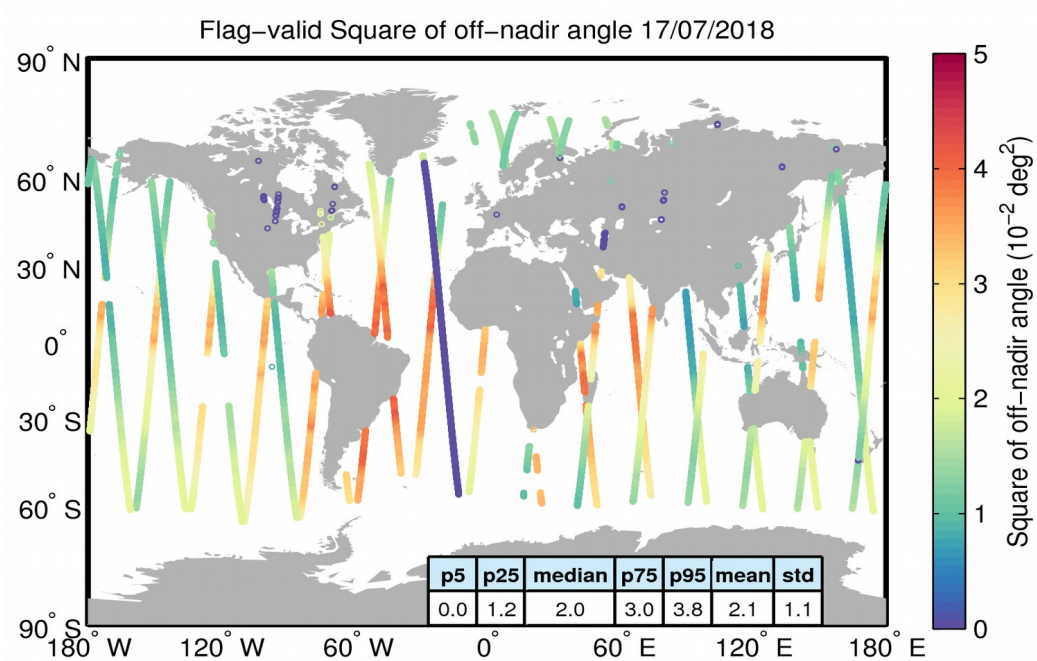 Flag−valid Square of off−nadir angle 17/07/2018
90° N
60° N
30° N
0°
30° S
60° S
90° S
180° W
120° W
60° W
0°
60° E
120° E
180° E
p5 p25 median p75 p95 mean std
0.0 1.2 2.0 3.0 3.8 2.1 1.1
5
4
3
2
1
0
Square of off−nadir angle (10⁻² deg²)